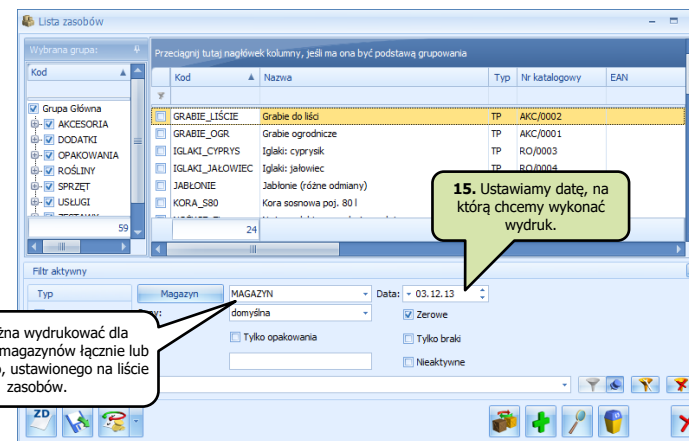 Lista zasobów
Wybrana grupa:
Przeciągnij tutaj nagłówek kolumny, jeśli ma ona być podstawą grupowania
Kod
Kod Nazwa Typ Nr katalogowy EAN
Grupa Główna
AKCESORIA
DODATKI
OPAKOWANIA
ROŚLINY
SPRZĘT
USŁUGI
ZESTAWY
59
GRABIE_LIŚCIE Grabie do liści TP AKC/0002
GRABIE_OGR Grabie ogrodnicze TP AKC/0001
IGLAKI_CYPRYS Iglaki: cyprysik TP RO/0003
IGLAKI_JAŁOWIEC Iglaki: jałowiec TP RO/0004
JABŁONIE Jabłonie (różne odmiany)
KORA_S80 Kora sosnowa poj. 80 l
24
15. Ustawiamy datę, na
którą chcemy wykonać
wydruk.
Filtr aktywny
Typ
Magazyn MAGAZYN Data: 03.12.13
domyślna Zerowe
Tylko opakowania Tylko braki
Nieaktywne
żna wydrukować dla
magazynów łącznie lub
, ustawionego na liście
zasobów.
ZD